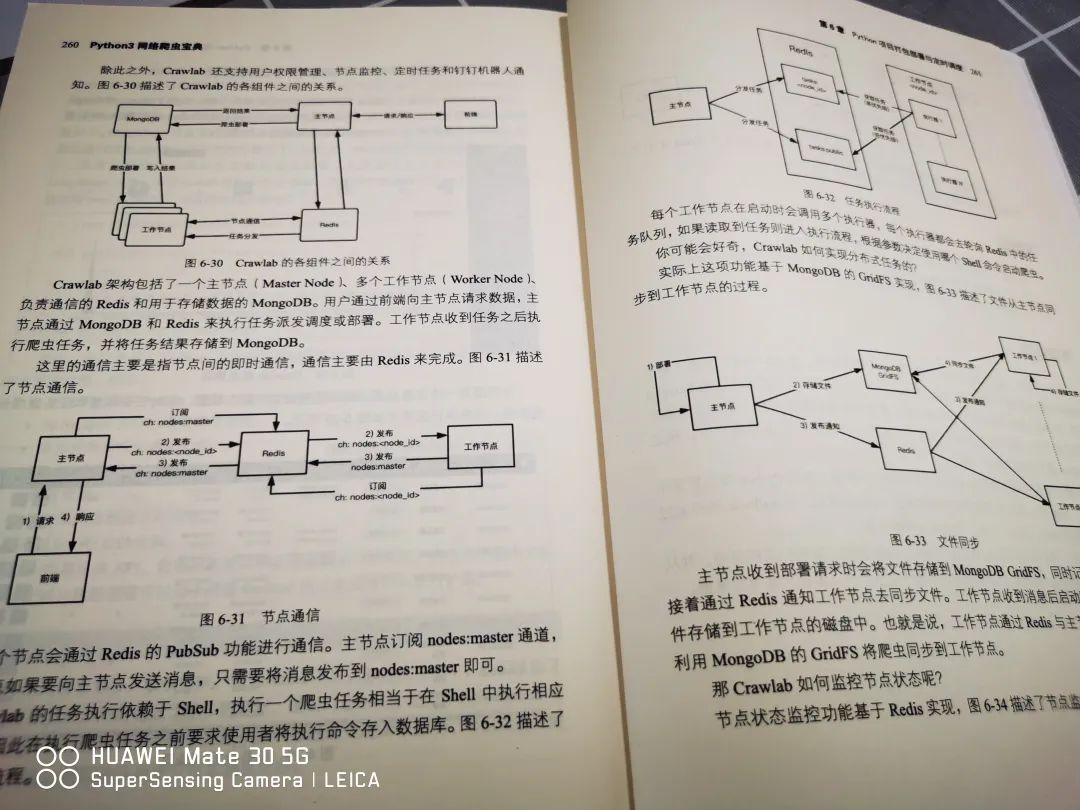 260 Python3 网络爬虫宝典
除此之外，Crawlab 还支持用户权限管理、节点监控、定时任务和钉钉机器人通
知。图 6-30 描述了 Crawlab 的各组件之间的关系。
MongoDB
返回结果
爬虫部署
主节点
请求/响应
前端
爬虫部署
写入结果
工作节点
节点通信
任务分发
Redis
图 6-30 Crawlab 的各组件之间的关系
Crawlab 架构包括了一个主节点（Master Node）、多个工作节点（Worker Node）、
负责通信的 Redis 和用于存储数据的 MongoDB。用户通过前端向主节点请求数据，主
节点通过 MongoDB 和 Redis 来执行任务派发调度或部署。工作节点收到任务之后执
行爬虫任务，并将任务结果存储到 MongoDB。
这里的通信主要是指节点间的即时通信，通信主要由 Redis 来完成。图 6-31 描述
了节点通信。
订阅
ch: nodes:master
主节点
2) 发布
ch: nodes:<node_id>
3) 发布
ch: nodes:master
Redis
2) 发布
ch: nodes:<node_id>
3) 发布
nodes:master
工作节点
订阅
ch: nodes:<node_id>
1) 请求
4) 响应
前端
图 6-31 节点通信
个节点会通过 Redis 的 PubSub 功能进行通信。主节点订阅 nodes:master 通道，
如果要向主节点发送消息，只需要将消息发布到 nodes:master 即可。
lab 的任务执行依赖于 Shell，执行一个爬虫任务相当于在 Shell 中执行相应
因此在执行爬虫任务之前要求使用者将执行命令存入数据库。图 6-32 描述了
流程。
HUAWEI Mate 30 5G
SuperSensing Camera | LEICA
第 6 章 Python 项目打包部署与定时调度 261
主节点
分发任务
分发任务
Redis
tasks:
<node_id>
tasks:public
获取任务
获取任务
工作节点
<node_id>
执行器 1
执行器 N
图 6-32 任务执行流程
每个工作节点在启动时会调用多个执行器，每个执行器都会去轮询 Redis 中的任
务队列，如果读取到任务则进入执行流程，根据参数决定使用哪个 Shell 命令启动爬虫。
你可能会好奇，Crawlab 如何实现分布式任务的？
实际上这项功能基于 MongoDB 的 GridFS 实现，图 6-33 描述了文件从主节点同
步到工作节点的过程。
1) 部署
主节点
2) 存储文件
MongoDB
GridFS
3) 发布通知
Redis
4) 同步文件
3) 发布通知
工作节点 1
存储文件
工作节点
图 6-33 文件同步
主节点收到部署请求时会将文件存储到 MongoDB GridFS，同时记
接着通过 Redis 通知工作节点去同步文件。工作节点收到消息后启动
件存储到工作节点的磁盘中。也就是说，工作节点通过 Redis 与主节
利用 MongoDB 的 GridFS 将爬虫同步到工作节点。
那 Crawlab 如何监控节点状态呢？
节点状态监控功能基于 Redis 实现，图 6-34 描述了节点监